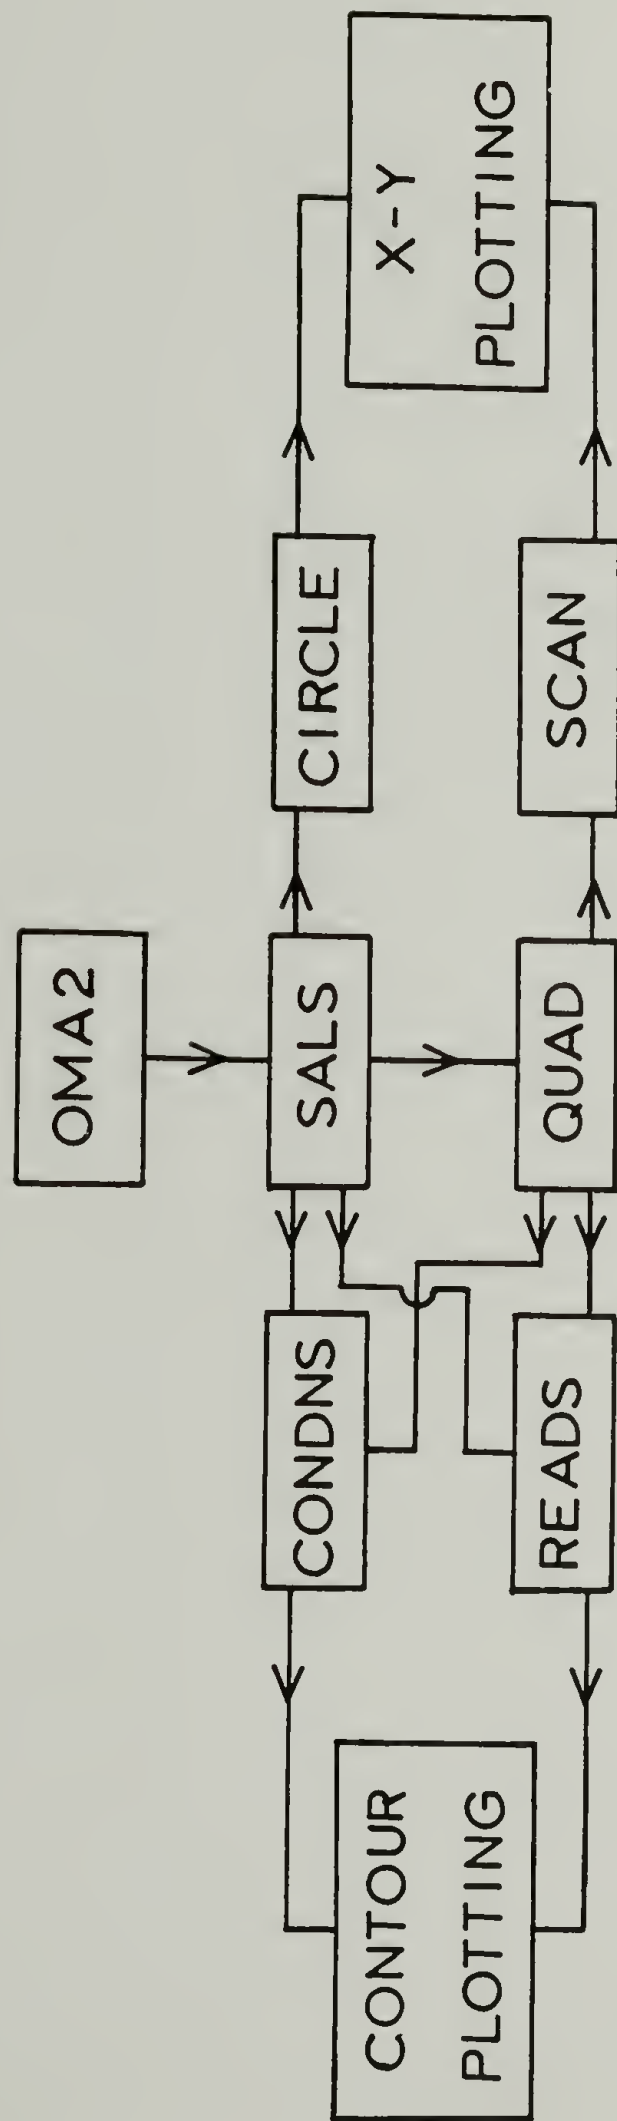 OMA2
CONTOUR
PLOTTING
CONDNS
SALS
CIRCLE
X-Y
PLOTTING
READS
QUAD
SCAN